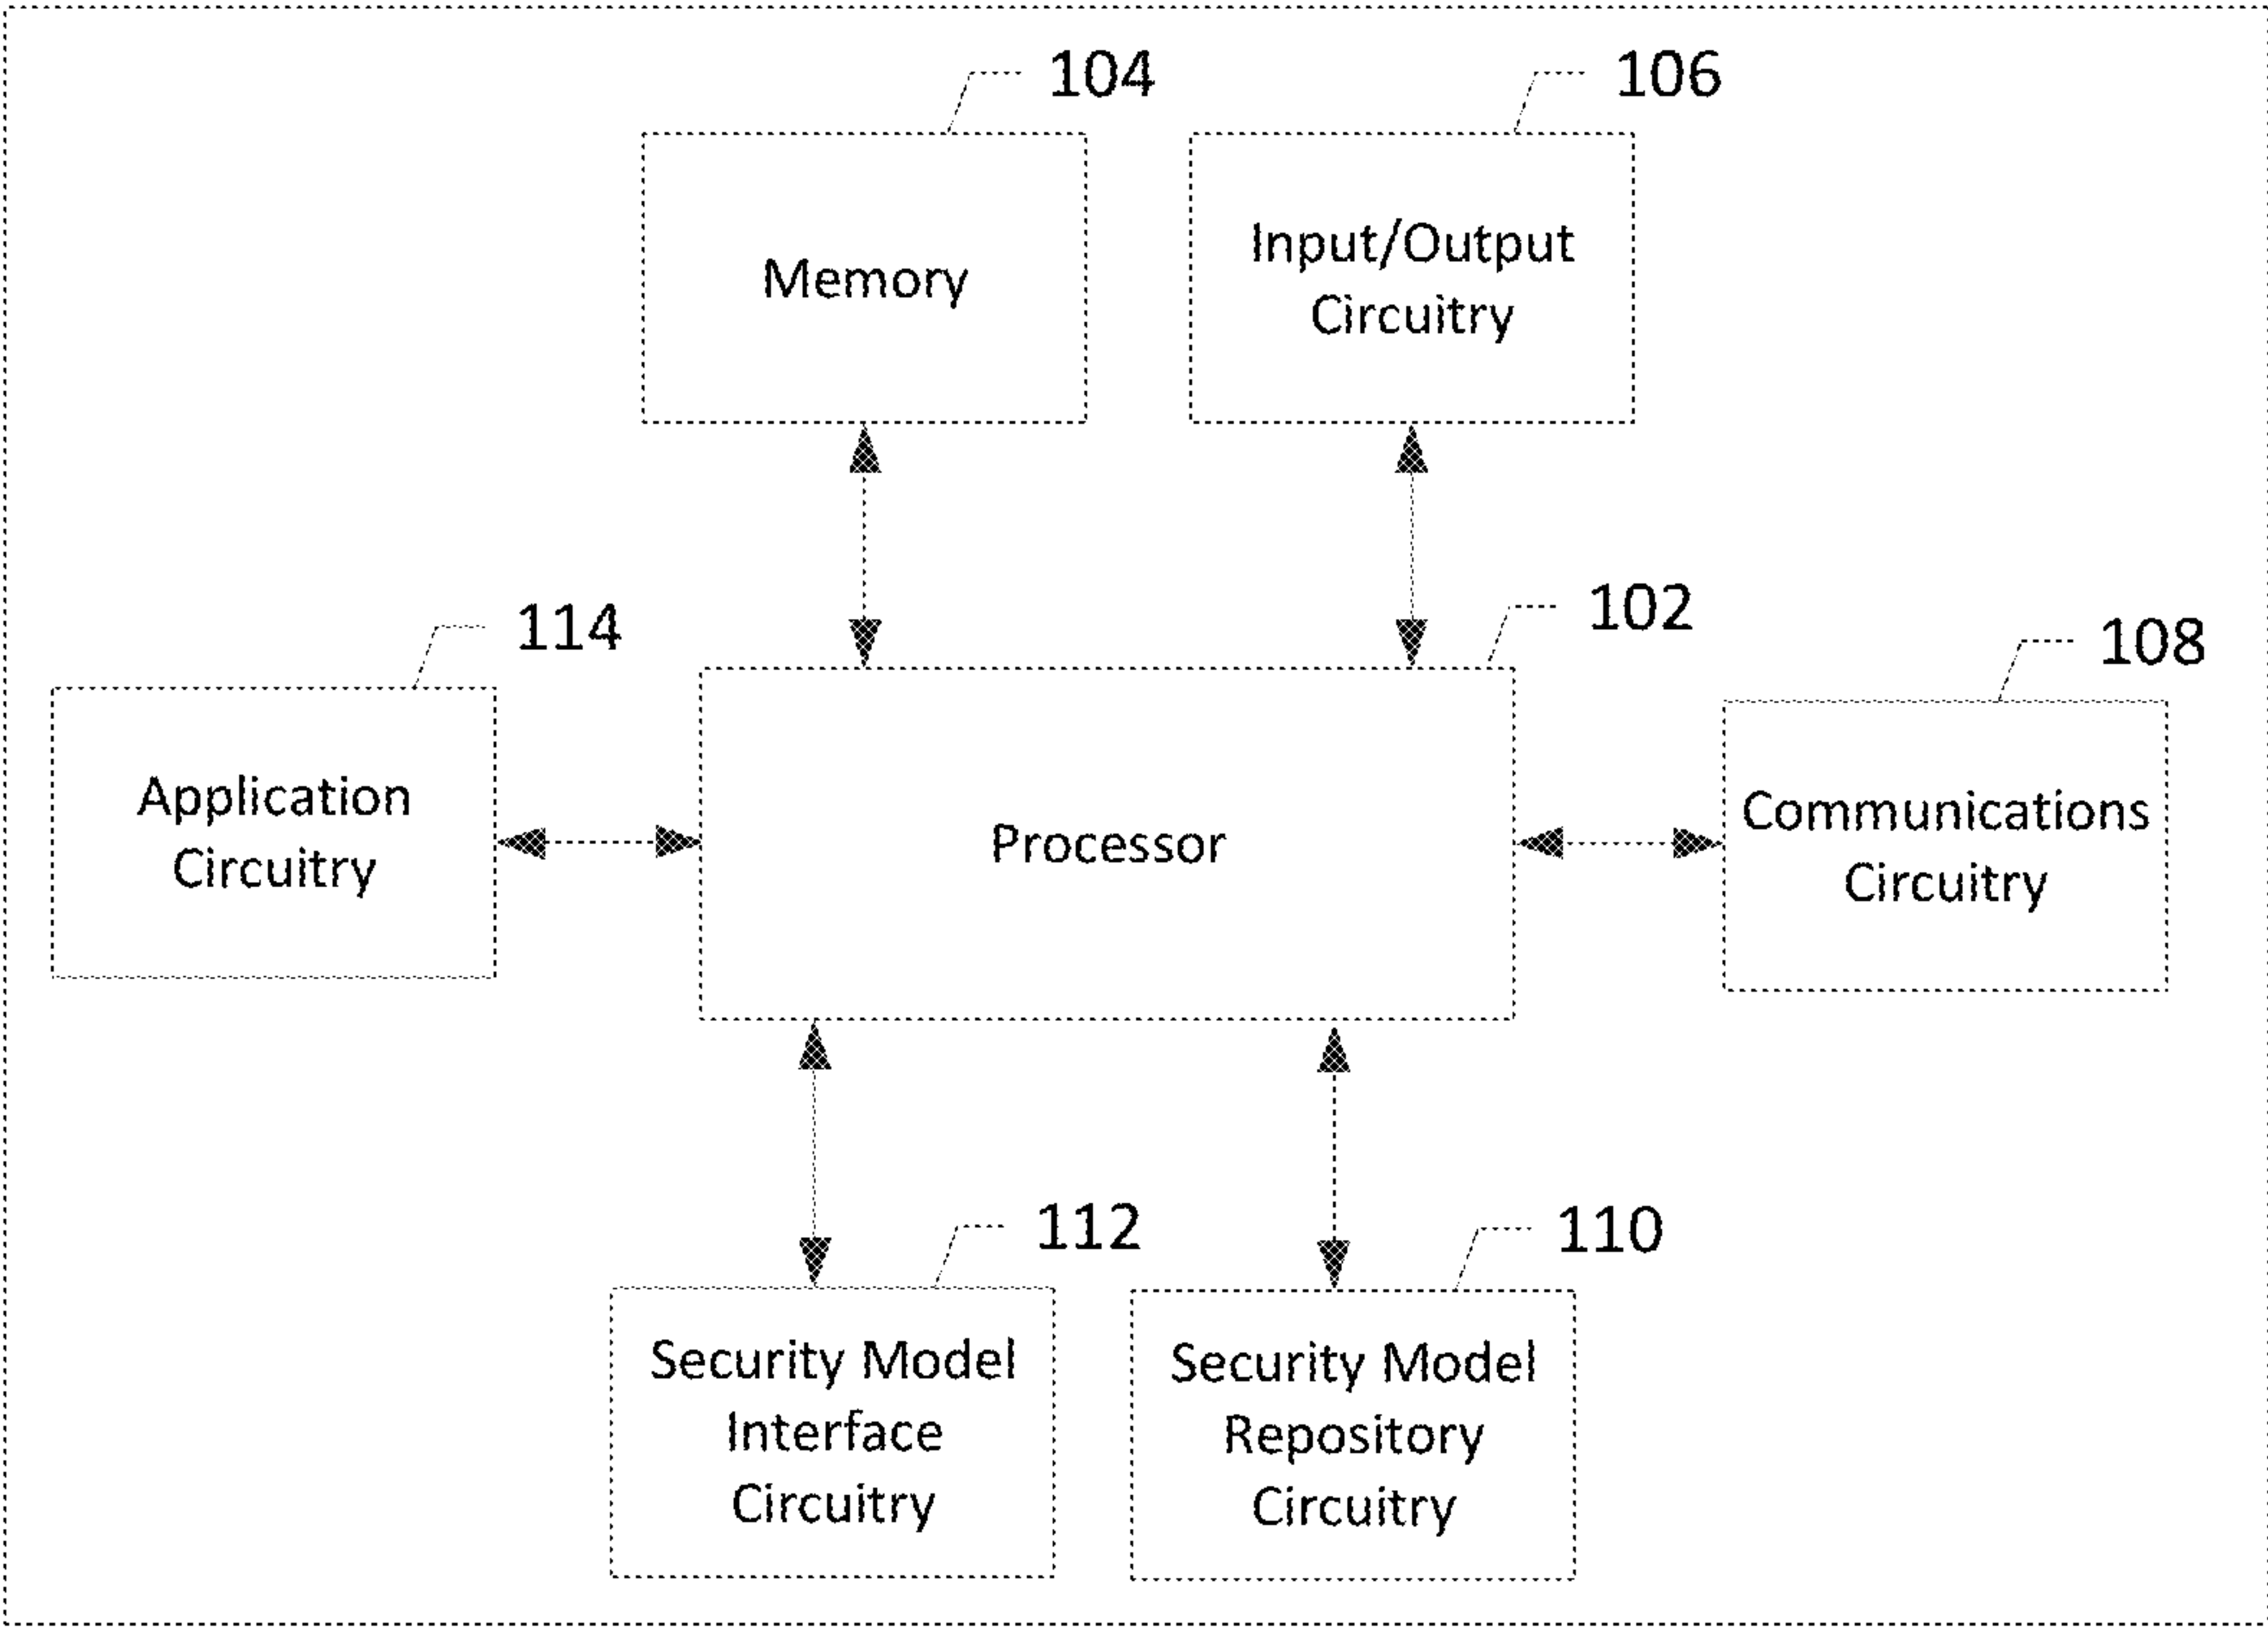 104
106
Memory
Input/Output
Circuitry
114
102
108
Application
Circuitry
Processor
Communications
Circuitry
112
110
Security Model
Interface
Circuitry
Security Model
Repository
Circuitry